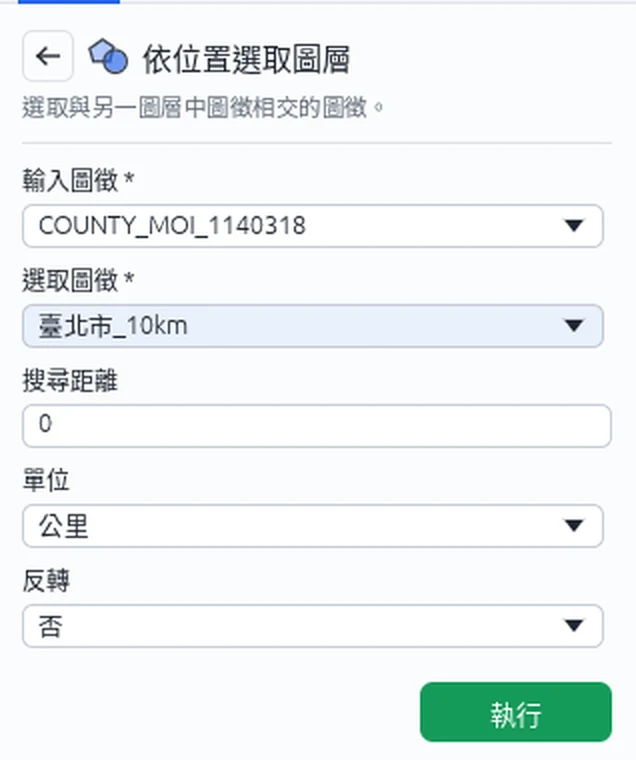 依位置選取圖層
選取與另一圖層中圖徵相交的圖徵。
輸入圖徵 *
COUNTY_MOI_1140318
選取圖徵 *
臺北市_10km
搜尋距離
0
單位
公里
反轉
否
執行